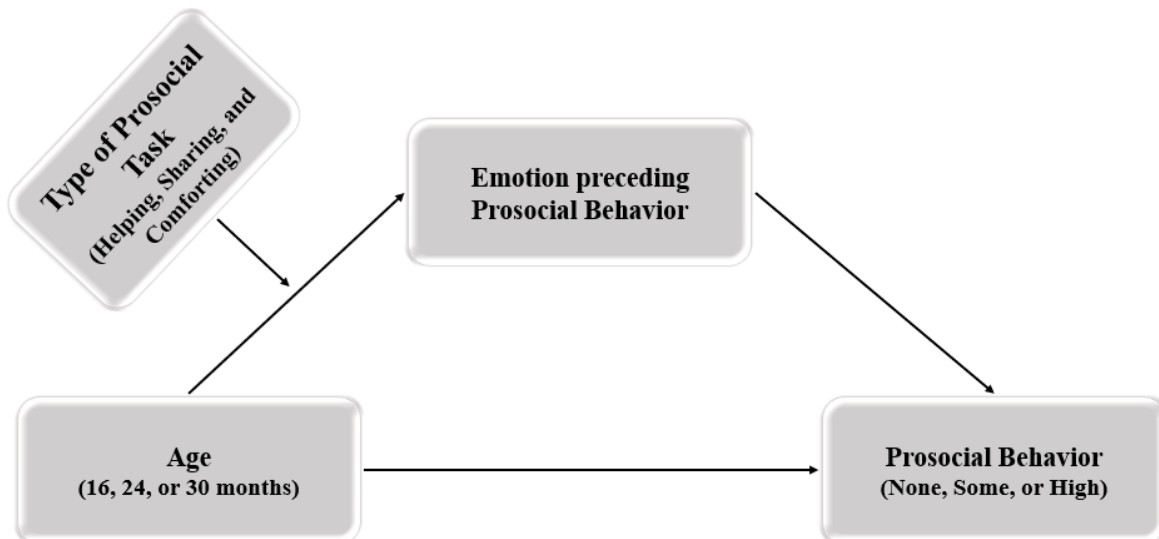 Type of Prosocial
Task
(Helping, Sharing, and
Comforting)
Emotion preceding
Prosocial Behavior
Age
(16, 24, or 30 months)
Prosocial Behavior
(None, Some, or High)